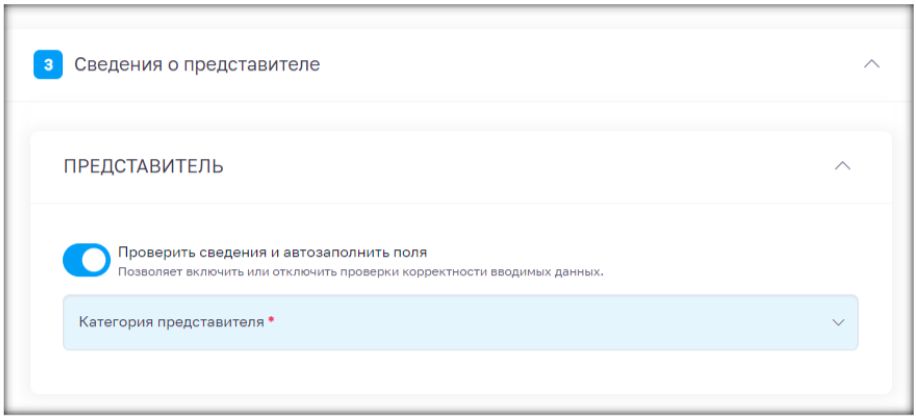 3 Сведения о представителе
ПРЕДСТАВИТЕЛЬ
Проверить сведения и автозаполнить поля
Позволяет включить или отключить проверки корректности вводимых данных.
Категория представителя *